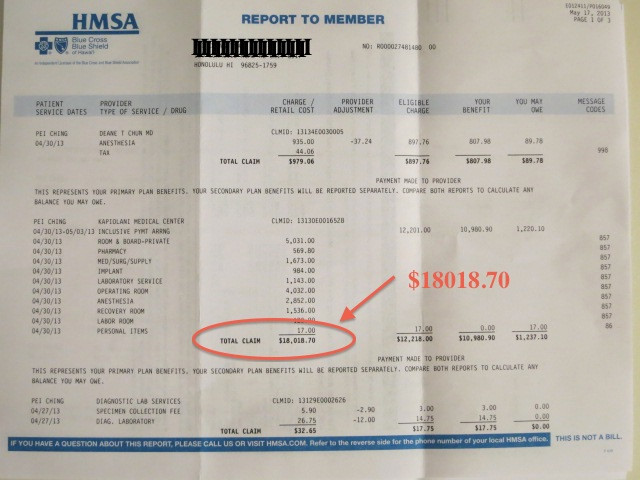 HMSA
Blue Cross
Blue Shield
of Hawaii
An Independent Licensee of the Blue Cross and Blue Shield Association
REPORT TO MEMBER
May 17, 2013
PAGE 1 OF 3
HONOLULU HI 96825-1759
PATIENT PROVIDER CHARGE / PROVIDER ELIGIBLE YOUR YOU MAY MESSAGE
SERVICE DATES TYPE OF SERVICE / DRUG RETAIL COST ADJUSTMENT CHARGE BENEFIT OWE CODES
PEI CHING DEANE T CHUN MD CLMID: 13134E0030005
04/30/13 ANESTHESIA 935.00 -37.24 897.76 807.98 89.78
TAX 44.06 998
TOTAL CLAIM $979.06 $897.76 $807.98 $89.78
PAYMENT MADE TO PROVIDER
THIS REPRESENTS YOUR PRIMARY PLAN BENEFITS. YOUR SECONDARY PLAN BENEFITS WILL BE REPORTED SEPARATELY. COMPARE BOTH REPORTS TO CALCULATE ANY
BALANCE YOU MAY OWE.
PEI CHING KAPIOLANI MEDICAL CENTER CLMID: 13130E0016520
04/30/13-05/03/13 INCLUSIVE PYMT ARRNG 12,201.00 10,980.90 1,220.10
04/30/13 ROOM & BOARD-PRIVATE 5,031.00 857
04/30/13 PHARMACY 569.80 857
04/30/13 MED/SURG/SUPPLY 1,673.00 857
04/30/13 IMPLANT 984.00 857
04/30/13 LABORATORY SERVICE 1,143.00 857
04/30/13 OPERATING ROOM 4,032.00 857
04/30/13 ANESTHESIA 2,852.00 857
04/30/13 RECOVERY ROOM 1,536.00 857
04/30/13 LABOR ROOM 857
04/30/13 PERSONAL ITEMS 17.00 17.00 0.00 17.00 86
TOTAL CLAIM $18,018.70 $12,218.00 $10,980.90 $1,237.10
$18018.70
PAYMENT MADE TO PROVIDER
THIS REPRESENTS YOUR PRIMARY PLAN BENEFITS. YOUR SECONDARY PLAN BENEFITS WILL BE REPORTED SEPARATELY. COMPARE BOTH REPORTS TO CALCULATE ANY
BALANCE YOU MAY OWE.
PEI CHING DIAGNOSTIC LAB SERVICES CLMID: 13129E0002626
04/27/13 SPECIMEN COLLECTION FEE 5.90 -2.90 3.00 3.00 0.00
04/27/13 DIAG. LABORATORY 26.75 -12.00 14.75 14.75 0.00
TOTAL CLAIM $32.65 $17.75 $17.75 $0.00
IF YOU HAVE A QUESTION ABOUT THIS REPORT, PLEASE CALL US OR VISIT HMSA.COM. Refer to the reverse side for the phone number of your local HMSA office. THIS IS NOT A BILL.